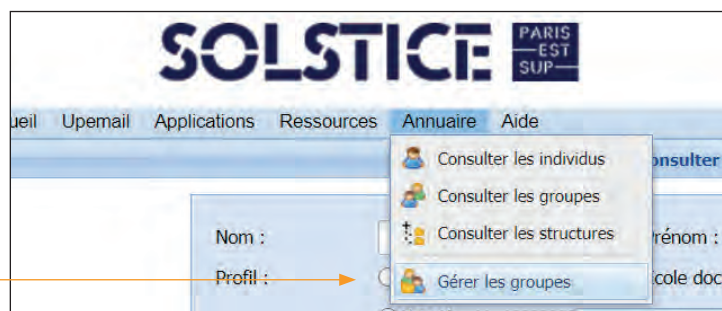 SOLSTICE PARIS
EST
SUP
ueil Upemail Applications Ressources Annuaire Aide
Consulter les individus
onsulter
Consulter les groupes
Consulter les structures
Nom :
Prénom :
Profil :
Gérer les groupes
École doc